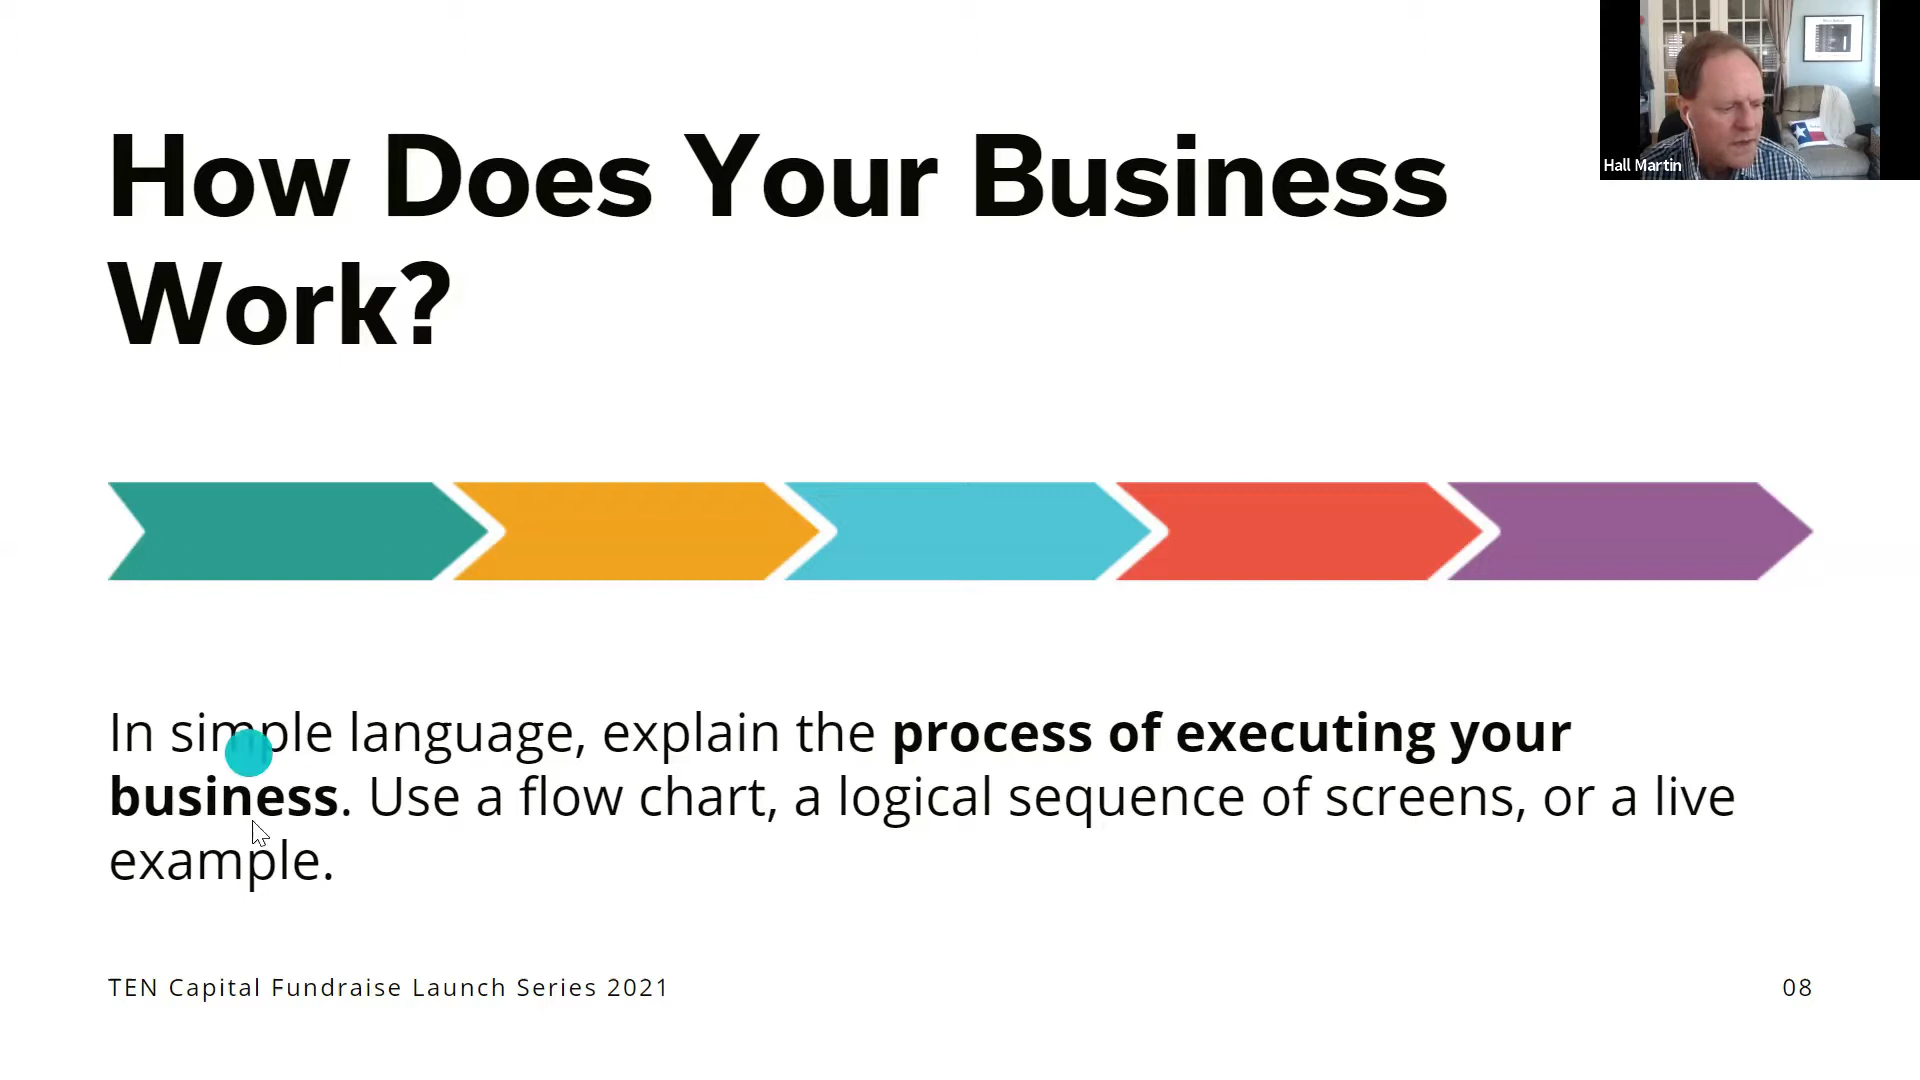 How Does Your Business
Work?
Hall Martin
In simple language, explain the process of executing your
business. Use a flow chart, a logical sequence of screens, or a live
example.
TEN Capital Fundraise Launch Series 2021
08